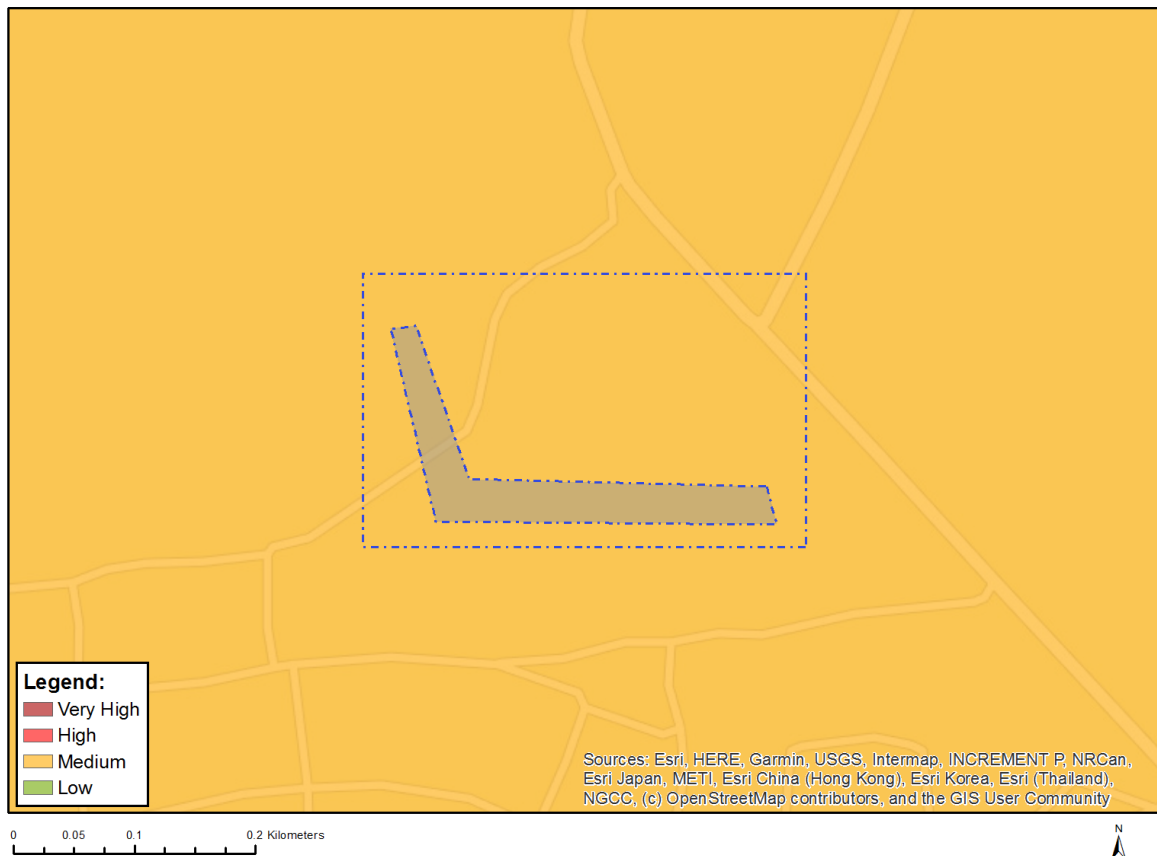 Legend:
Very High
High
Medium
Low
Sources: Esri, HERE, Garmin, USGS, Intermap, INCREMENT P, NRCan,
Esri Japan, METI, Esri China (Hong Kong), Esri Korea, Esri (Thailand),
NGCC, (c) OpenStreetMap contributors, and the GIS User Community
0 0.05 0.1 0.2 Kilometers
N